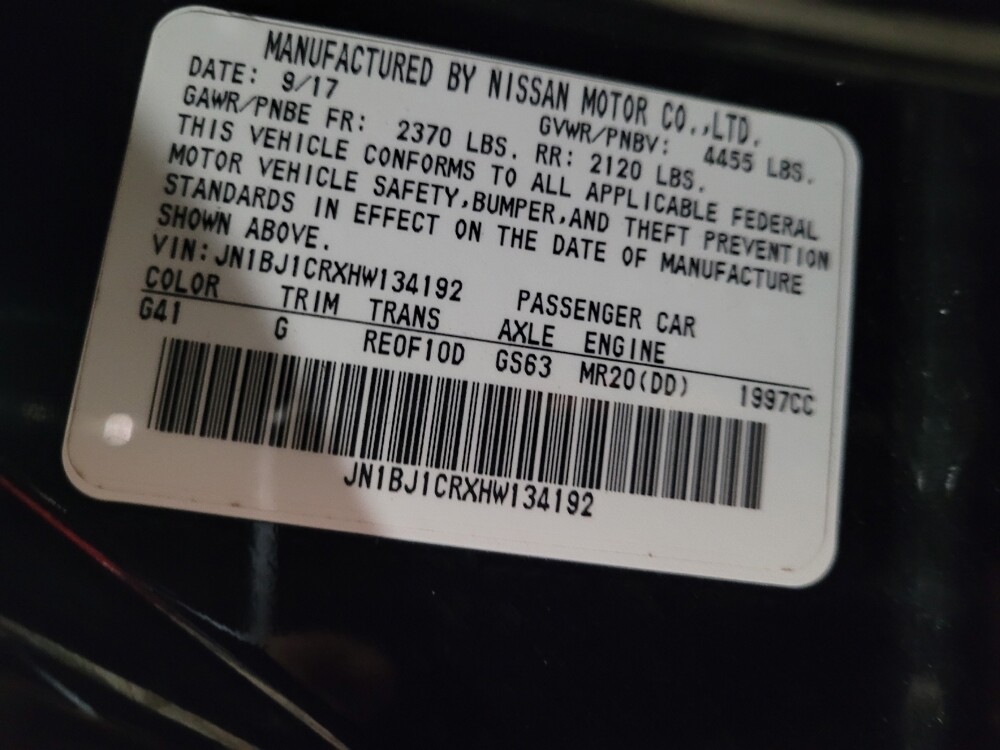 MANUFACTURED BY NISSAN MOTOR CO.,LTD.
DATE: 9/17 GVWR/PNBV: 4455 LBS.
GAWR/PNBE FR: 2370 LBS. RR: 2120 LBS.
THIS VEHICLE CONFORMS TO ALL APPLICABLE FEDERAL
MOTOR VEHICLE SAFETY,BUMPER,AND THEFT PREVENTION
STANDARDS IN EFFECT ON THE DATE OF MANUFACTURE
SHOWN ABOVE.
VIN:JN1BJ1CRXHW134192 PASSENGER CAR
COLOR TRIM TRANS AXLE ENGINE
G41 G RE0F10D GS63 MR20(DD) 1997CC
JN1BJ1CRXHW134192